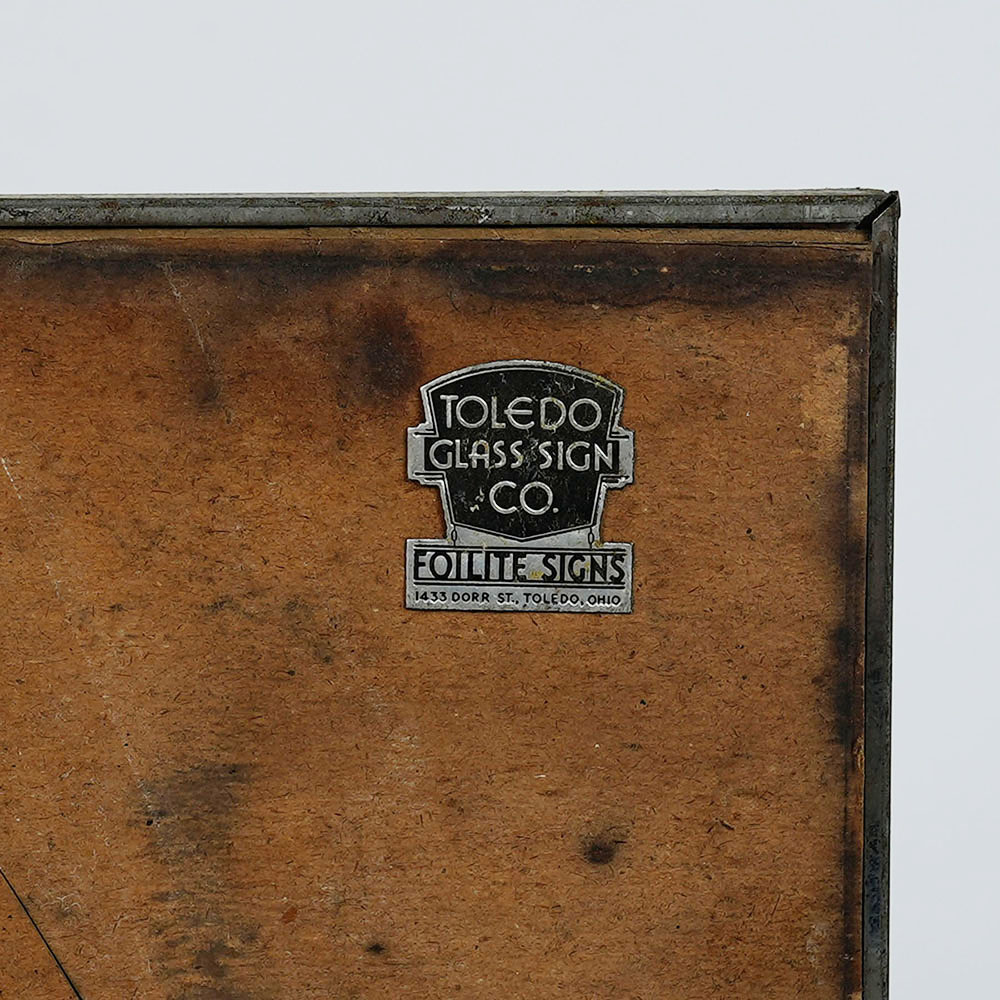 TOLEDO
GLASS SIGN
CO.
FOILITE SIGNS
1433 DORR ST., TOLEDO, OHIO